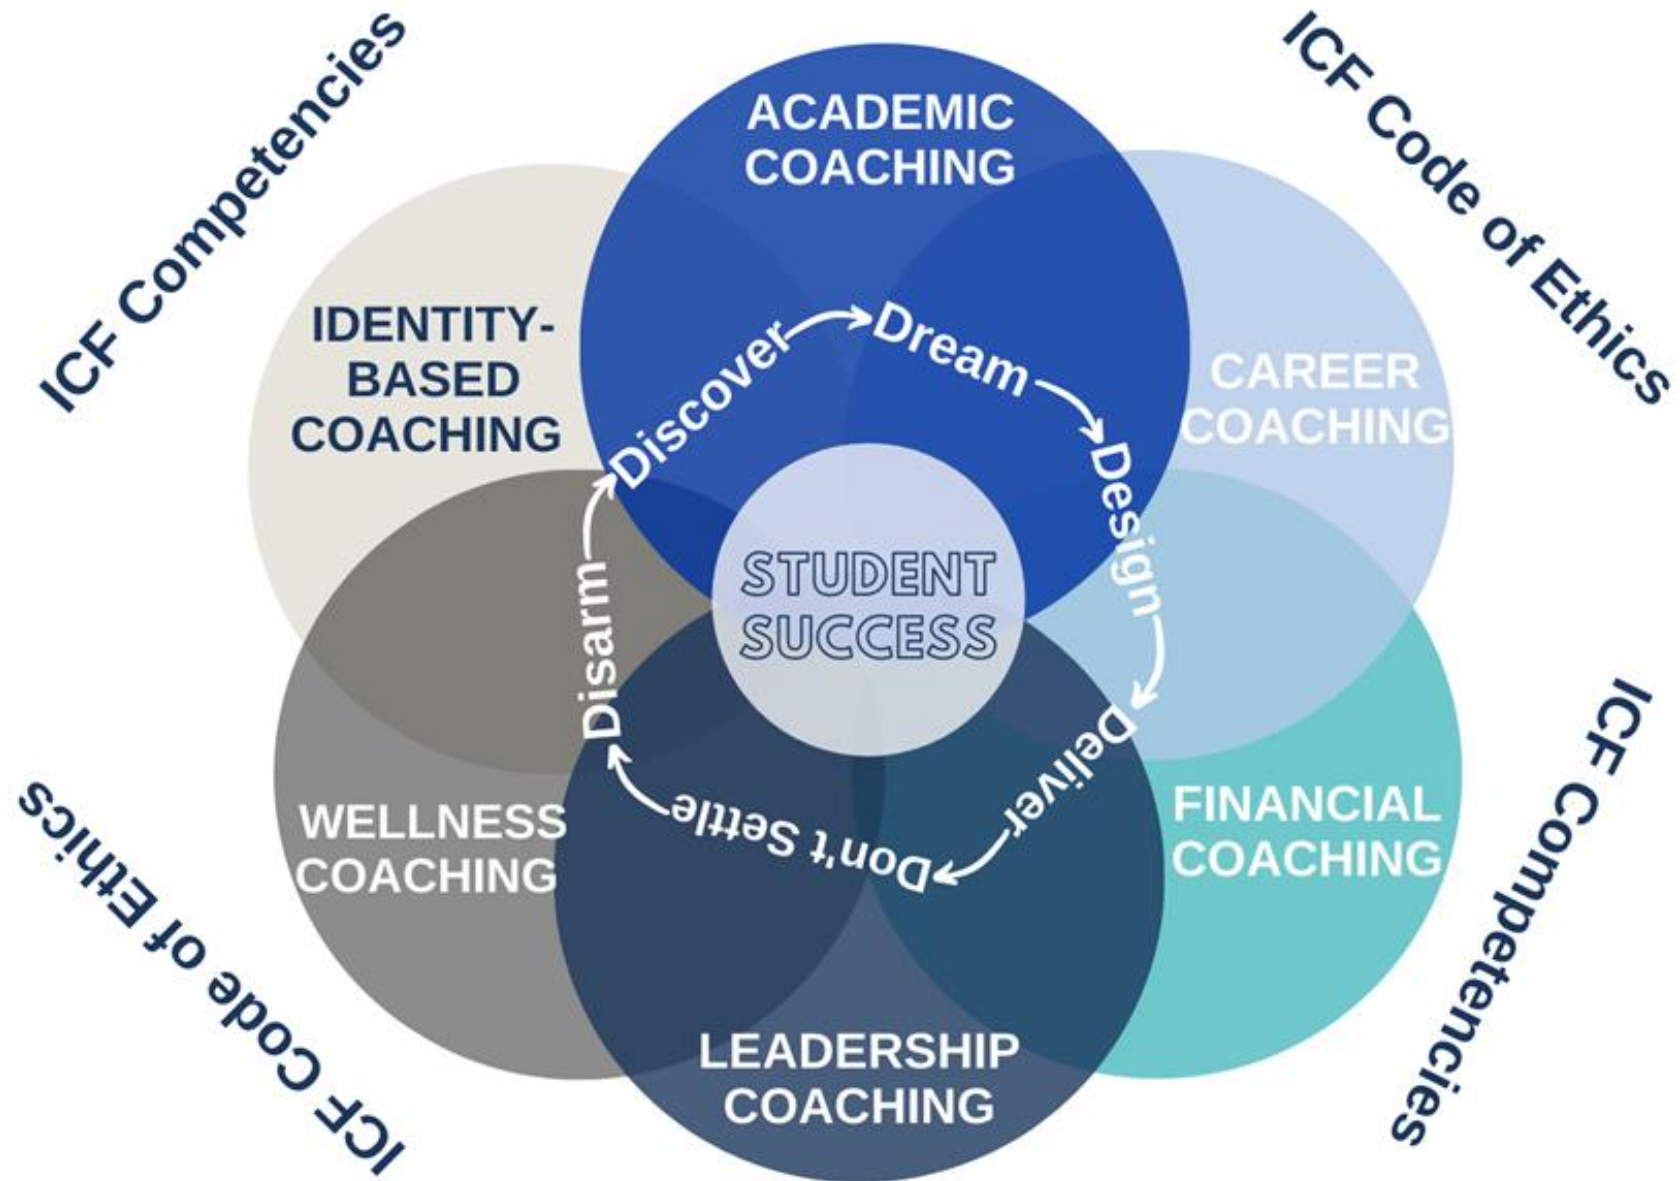 ICF Competencies
ICF Code of Ethics
ACADEMIC
COACHING
IDENTITY-
BASED
COACHING
CAREER
COACHING
Discover
Dream
Design
Deliver
Don't Settle
Disarm
STUDENT
SUCCESS
WELLNESS
COACHING
FINANCIAL
COACHING
LEADERSHIP
COACHING
ICF Code of Ethics
ICF Competencies